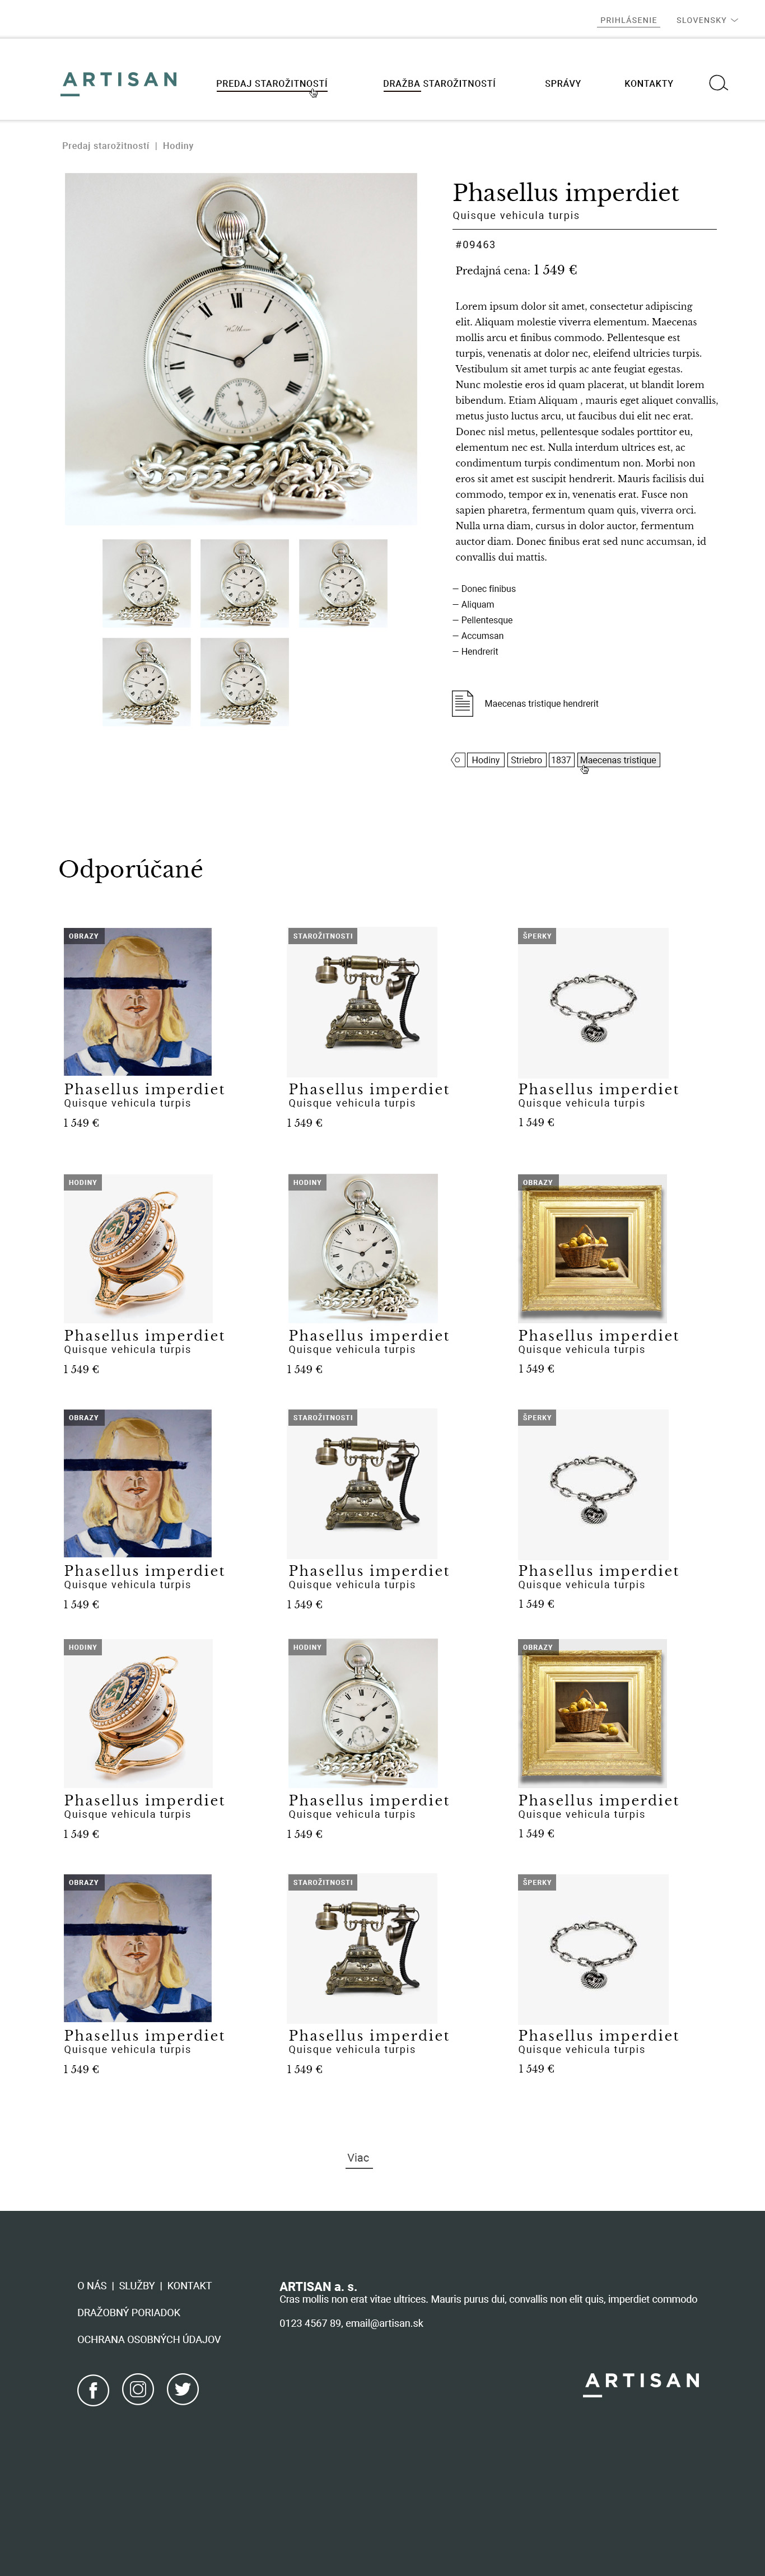 PRIHLÁSENIE SLOVENSKY
ARTISAN PREDAJ STAROŽITNOSTÍ DRAŽBA STAROŽITNOSTÍ SPRÁVY KONTAKTY
Predaj starožitností | Hodiny
Phasellus imperdiet
Quisque vehicula turpis
#09463
Predajná cena: 1 549 €
Lorem ipsum dolor sit amet, consectetur adipiscing
elit. Aliquam molestie viverra elementum. Maecenas
mollis arcu et finibus commodo. Pellentesque est
turpis, venenatis at dolor nec, eleifend ultricies turpis.
Vestibulum sit amet turpis ac ante feugiat egestas.
Nunc molestie eros id quam placerat, ut blandit lorem
bibendum. Etiam Aliquam , mauris eget aliquet convallis,
metus justo luctus arcu, ut faucibus dui elit nec erat.
Donec nisl metus, pellentesque sodales porttitor eu,
elementum nec est. Nulla interdum ultrices est, ac
condimentum turpis condimentum non. Morbi non
eros sit amet est suscipit hendrerit. Mauris facilisis dui
commodo, tempor ex in, venenatis erat. Fusce non
sapien pharetra, fermentum quam quis, viverra orci.
Nulla urna diam, cursus in dolor auctor, fermentum
auctor diam. Donec finibus erat sed nunc accumsan, id
convallis dui mattis.
– Donec finibus
– Aliquam
– Pellentesque
– Accumsan
– Hendrerit
Maecenas tristique hendrerit
Hodiny Striebro 1837 Maecenas tristique
Odporúčané
OBRAZY STAROŽITNOSTI ŠPERKY
Phasellus imperdiet Phasellus imperdiet Phasellus imperdiet
Quisque vehicula turpis Quisque vehicula turpis Quisque vehicula turpis
1 549 € 1 549 € 1 549 €
HODINY HODINY OBRAZY
Phasellus imperdiet Phasellus imperdiet Phasellus imperdiet
Quisque vehicula turpis Quisque vehicula turpis Quisque vehicula turpis
1 549 € 1 549 € 1 549 €
OBRAZY STAROŽITNOSTI ŠPERKY
Phasellus imperdiet Phasellus imperdiet Phasellus imperdiet
Quisque vehicula turpis Quisque vehicula turpis Quisque vehicula turpis
1 549 € 1 549 € 1 549 €
HODINY HODINY OBRAZY
Phasellus imperdiet Phasellus imperdiet Phasellus imperdiet
Quisque vehicula turpis Quisque vehicula turpis Quisque vehicula turpis
1 549 € 1 549 € 1 549 €
OBRAZY STAROŽITNOSTI ŠPERKY
Phasellus imperdiet Phasellus imperdiet Phasellus imperdiet
Quisque vehicula turpis Quisque vehicula turpis Quisque vehicula turpis
1 549 € 1 549 € 1 549 €
Viac
O NÁS | SLUŽBY | KONTAKT
DRAŽOBNÝ PORIADOK
OCHRANA OSOBNÝCH ÚDAJOV
ARTISAN a. s.
Cras mollis non erat vitae ultrices. Mauris purus dui, convallis non elit quis, imperdiet commodo
0123 4567 89, email@artisan.sk
ARTISAN